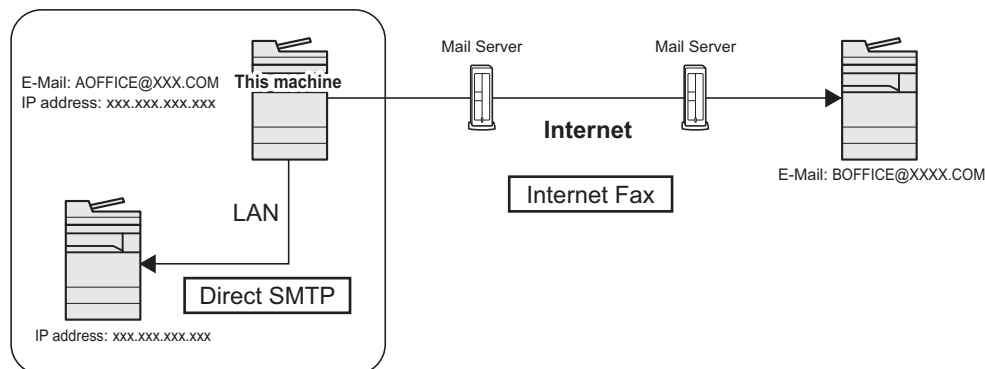 Mail Server
Mail Server
E-Mail: AOFFICE@XXX.COM
IP address: xxx.xxx.xxx.xxx
This machine
Internet
E-Mail: BOFFICE@XXXX.COM
Internet Fax
LAN
Direct SMTP
IP address: xxx.xxx.xxx.xxx